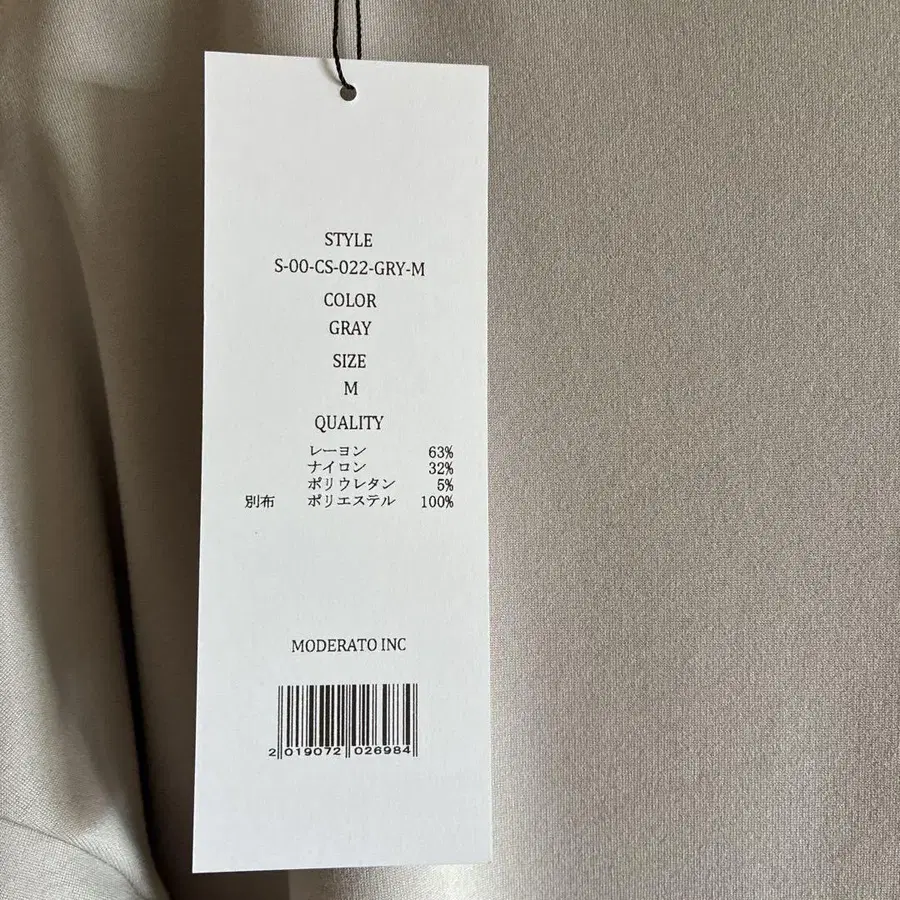 STYLE
S-00-CS-022-GRY-M
COLOR
GRAY
SIZE
M
QUALITY
レーヨン 63%
ナイロン 32%
ポリウレタン 5%
別布 ポリエステル 100%
MODERATO INC
2 019072 026984